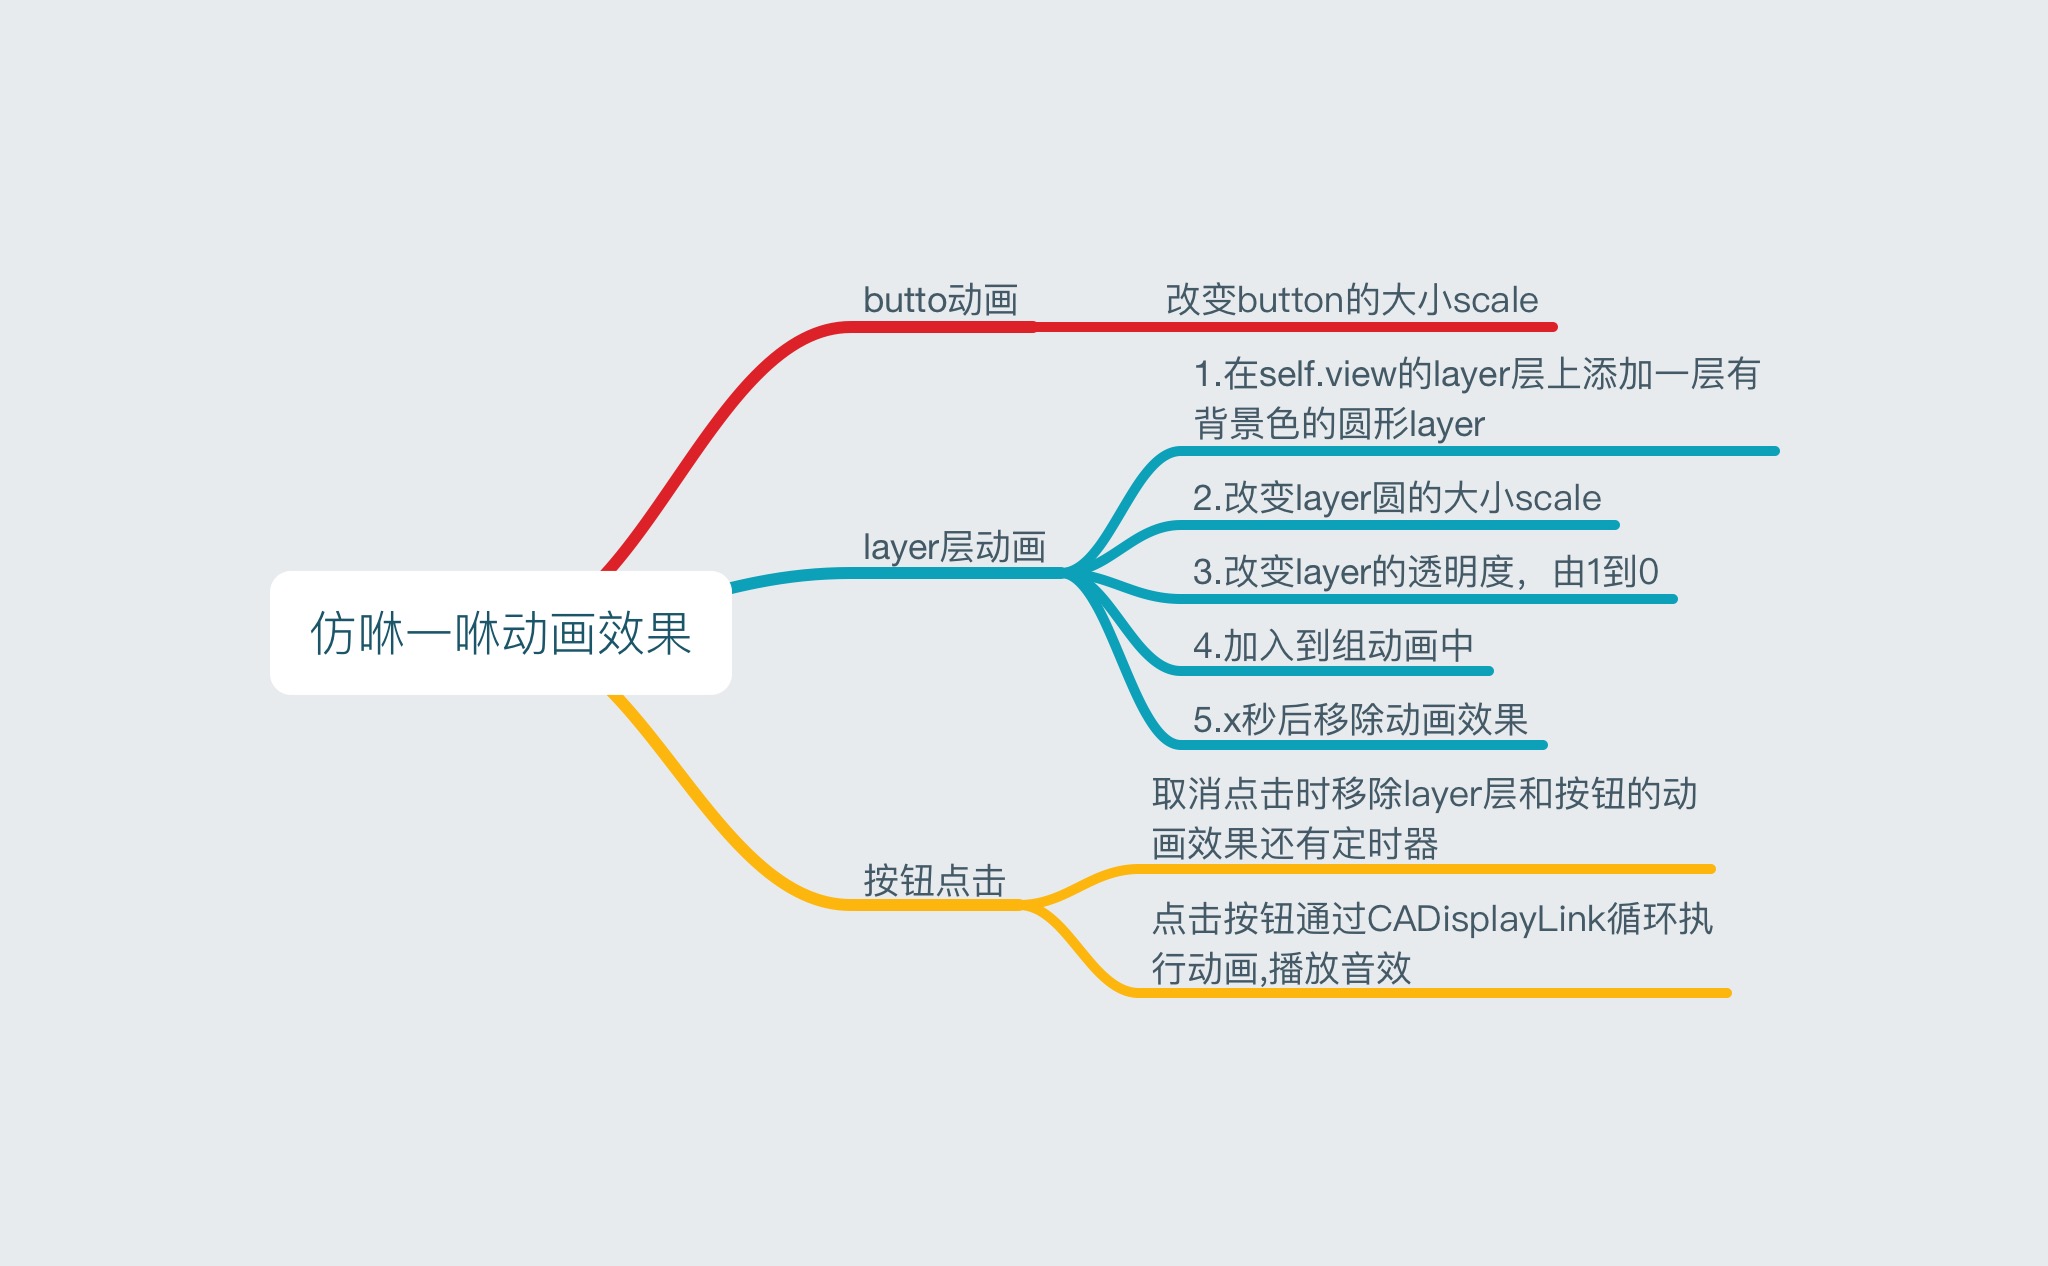 仿咻一咻动画效果
butto动画
改变button的大小scale
layer层动画
1.在self.view的layer层上添加一层有
背景色的圆形layer
2.改变layer圆的大小scale
3.改变layer的透明度，由1到0
4.加入到组动画中
5.x秒后移除动画效果
按钮点击
取消点击时移除layer层和按钮的动
画效果还有定时器
点击按钮通过CADisplayLink循环执
行动画,播放音效